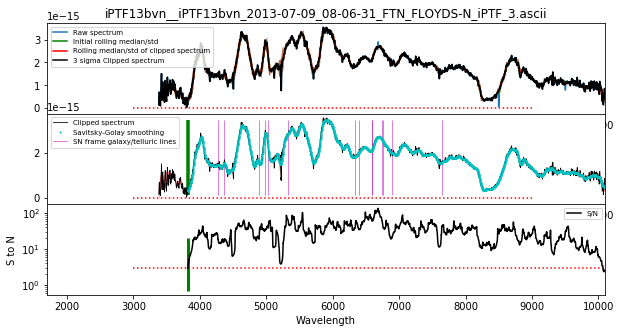 iPTF13bvn__iPTF13bvn_2013-07-09_08-06-31_FTN_FLOYDS-N_iPTF_3.ascii
1e−15
Raw spectrum
Initial rolling median/std
Rolling median/std of clipped spectrum
3 sigma Clipped spectrum
3
2
1
0
1e−15
00
Clipped spectrum
Savitsky-Golay smoothing
SN frame galaxy/telluric lines
2
0
00
S/N
S to N
10²
10¹
10⁰
2000 3000 4000 5000 6000 7000 8000 9000 10000
Wavelength